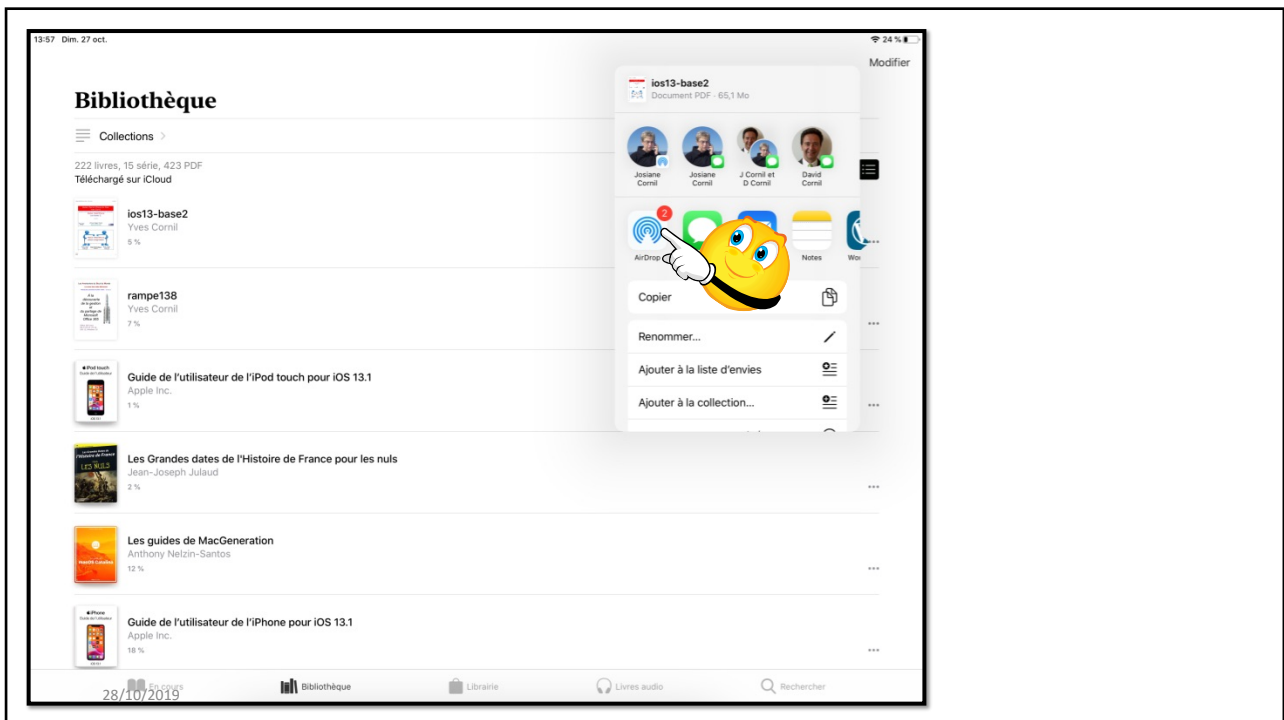 13:57 Dim. 27 oct.
24 %
Modifier
Bibliothèque
Collections
222 livres, 15 série, 423 PDF
Téléchargé sur iCloud
ios13-base2
Yves Cornil
5 %
rampe138
Yves Cornil
7 %
Guide de l'utilisateur de l'iPod touch pour iOS 13.1
Apple Inc.
1 %
Les Grandes dates de l'Histoire de France pour les nuls
Jean-Joseph Julaud
2 %
Les guides de MacGeneration
Anthony Nelzin-Santos
12 %
Guide de l'utilisateur de l'iPhone pour iOS 13.1
Apple Inc.
18 %
ios13-base2
Document PDF · 65,1 Mo
Josiane
Cornil
Josiane
Cornil
J Cornil et
D Cornil
David
Cornil
2
AirDrop
Notes
Copier
Renommer...
Ajouter à la liste d'envies
Ajouter à la collection...
En cours
Bibliothèque
Librairie
Livres audio
Rechercher
28/10/2019